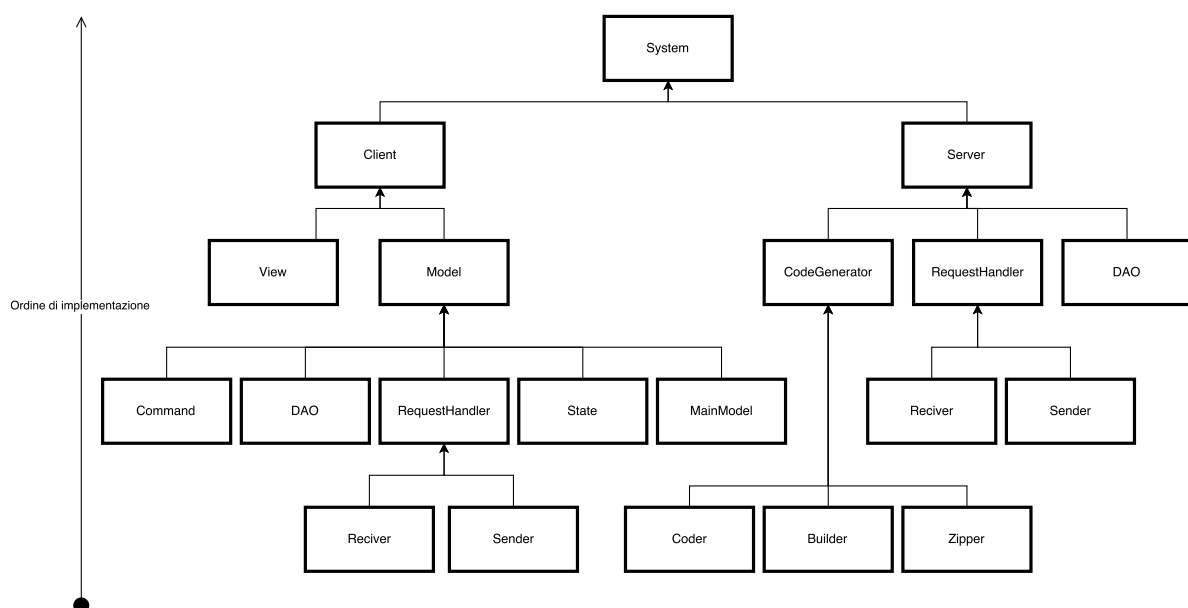 System
Client
Server
View
Model
CodeGenerator
RequestHandler
DAO
Ordine di implementazione
Command
DAO
RequestHandler
State
MainModel
Reciver
Sender
Reciver
Sender
Coder
Builder
Zipper